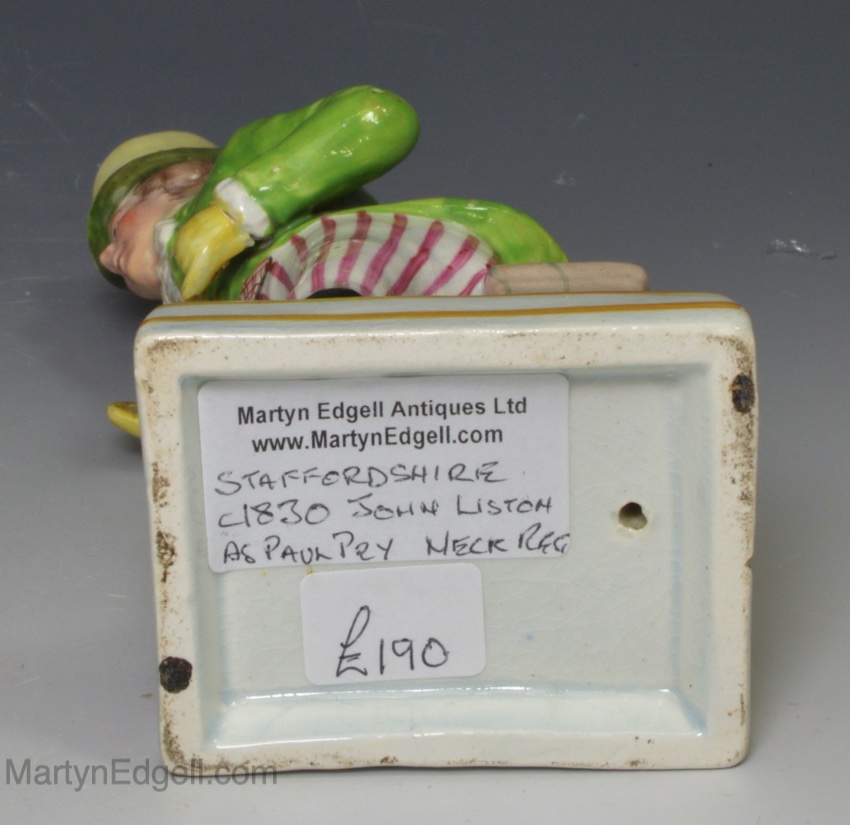 Martyn Edgell Antiques Ltd
www.MartynEdgell.com
STAFFORDSHIRE
c1830 JOHN LISTON
AS PAUL PRY NECK REG
£190
MartynEdgell.com